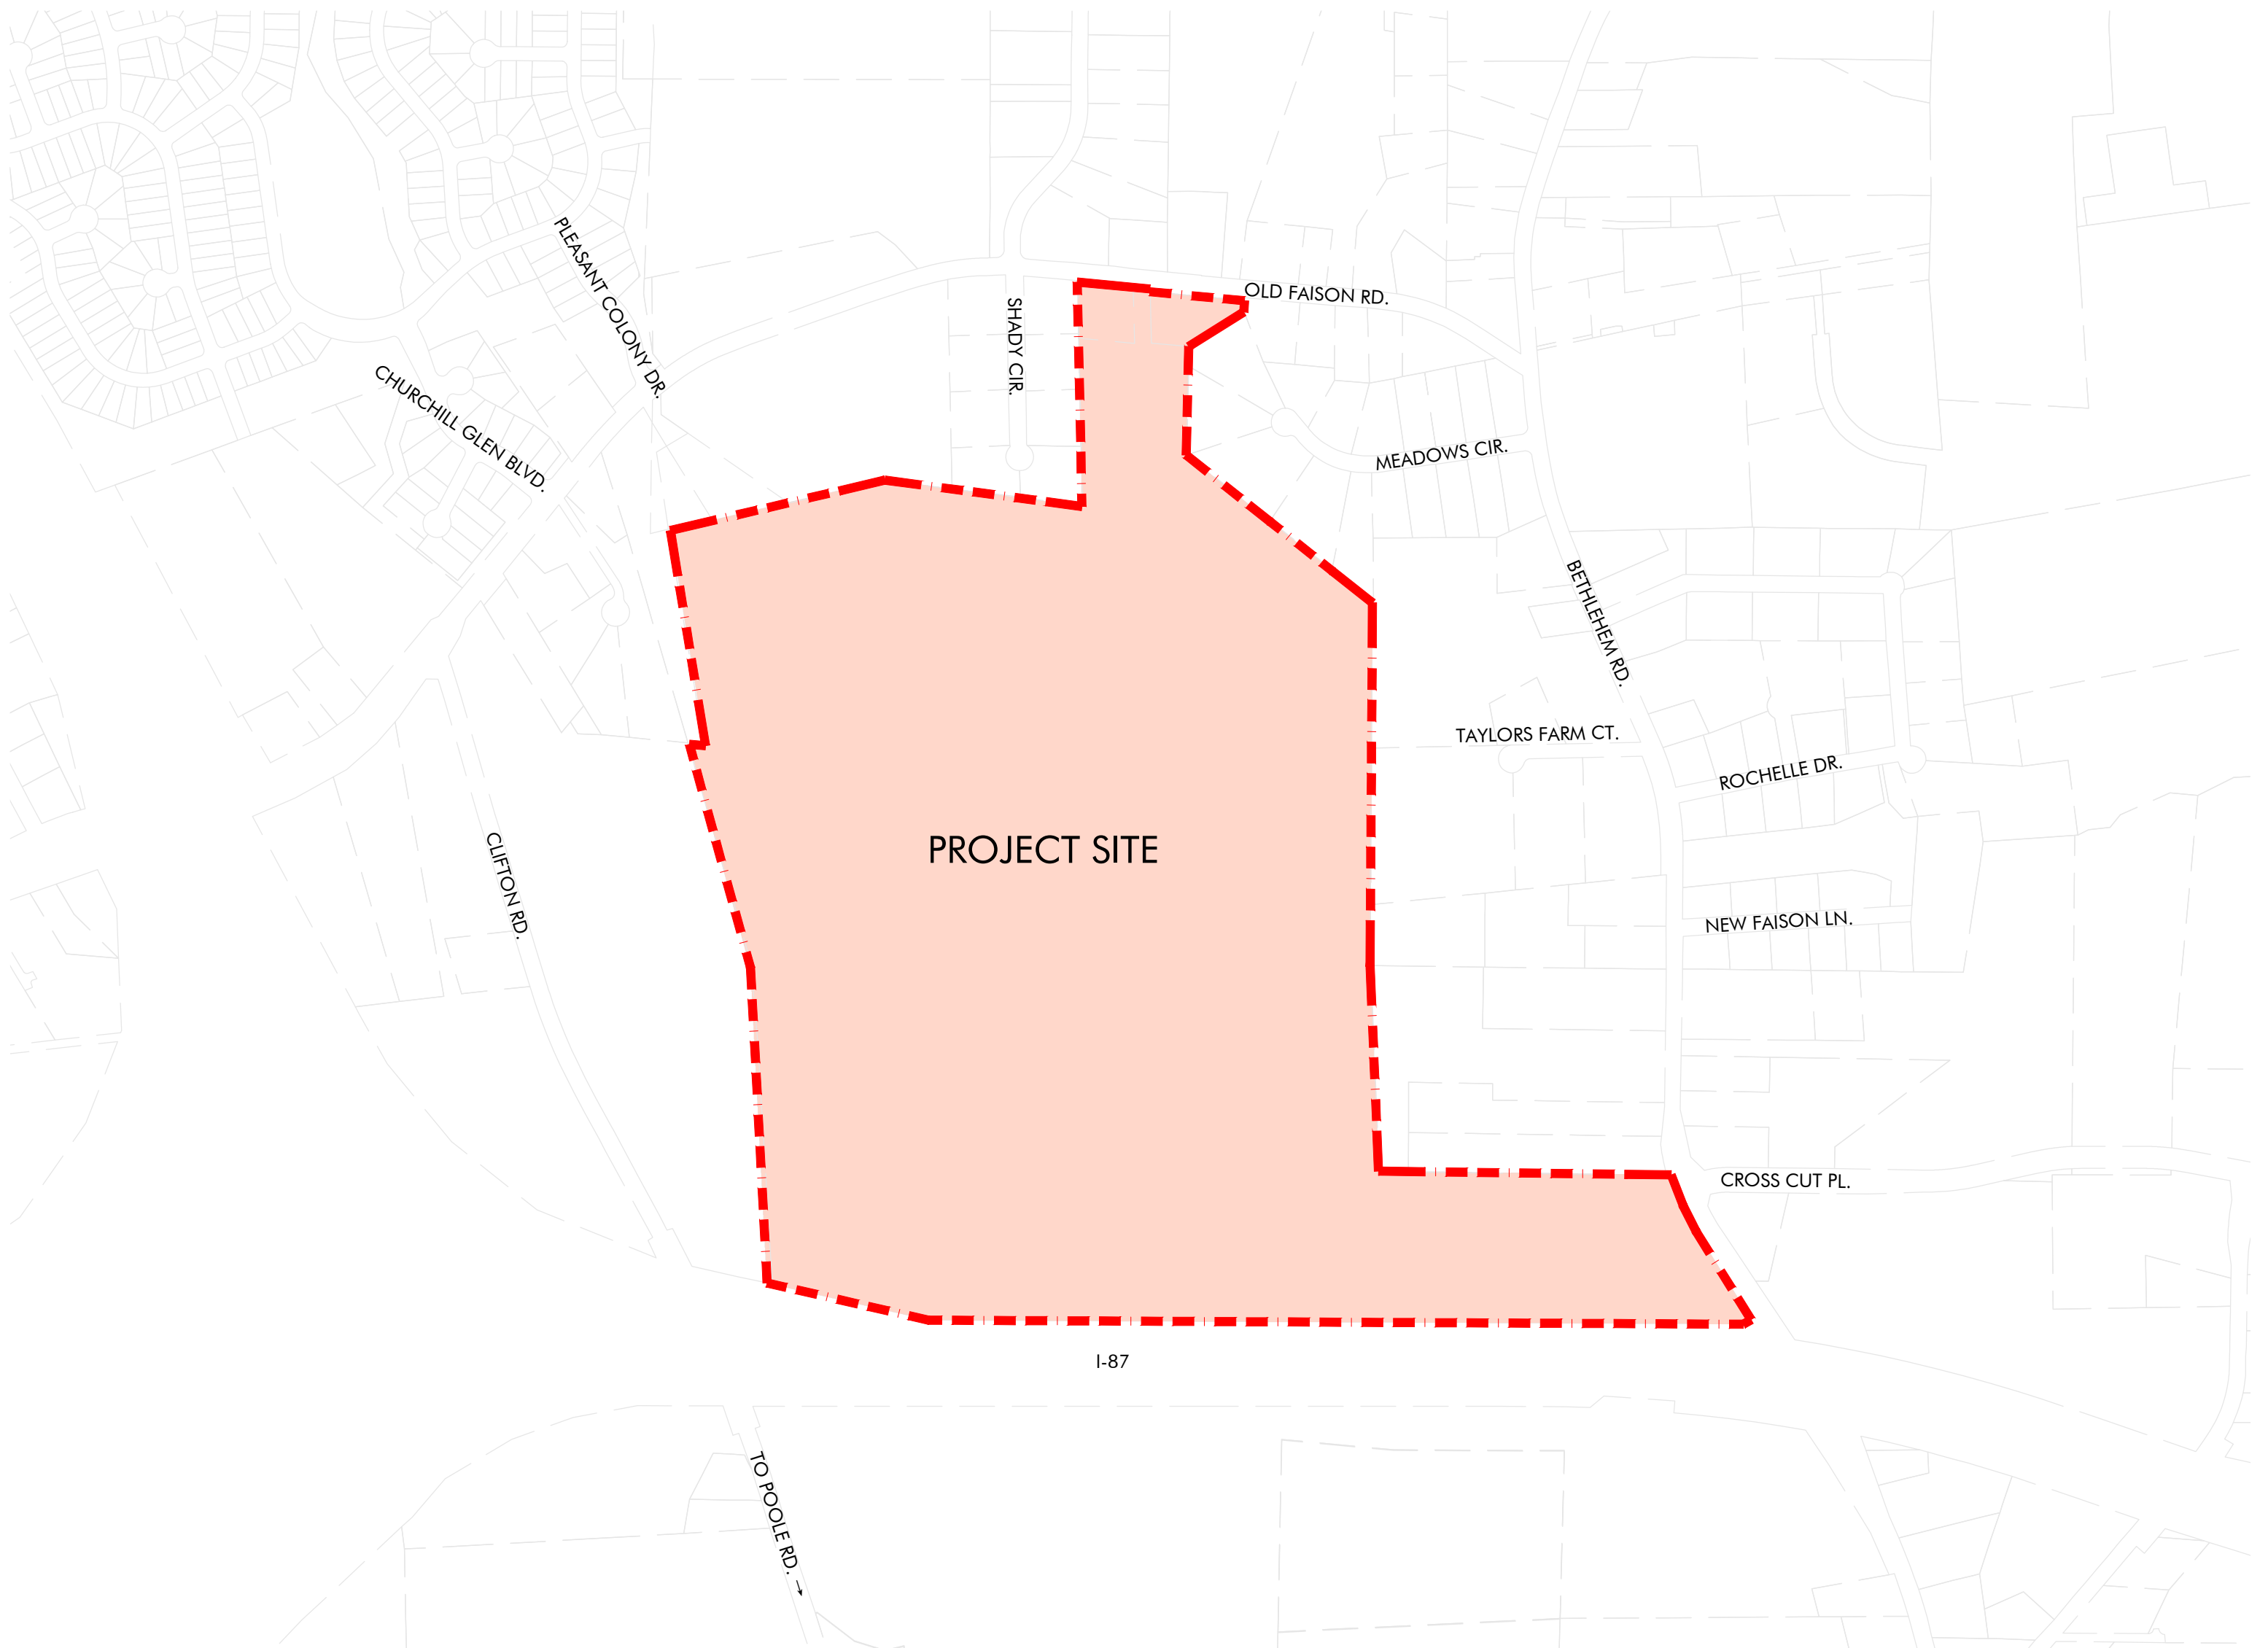 PLEASANT COLONY DR.
OLD FAISON RD.
SHADY CIR.
CHURCHILL GLEN BLVD.
MEADOWS CIR.
BETHLEHEM RD.
TAYLORS FARM CT.
ROCHELLE DR.
CLIFTON RD.
PROJECT SITE
NEW FAISON LN.
CROSS CUT PL.
I-87
TO POOLE RD. →